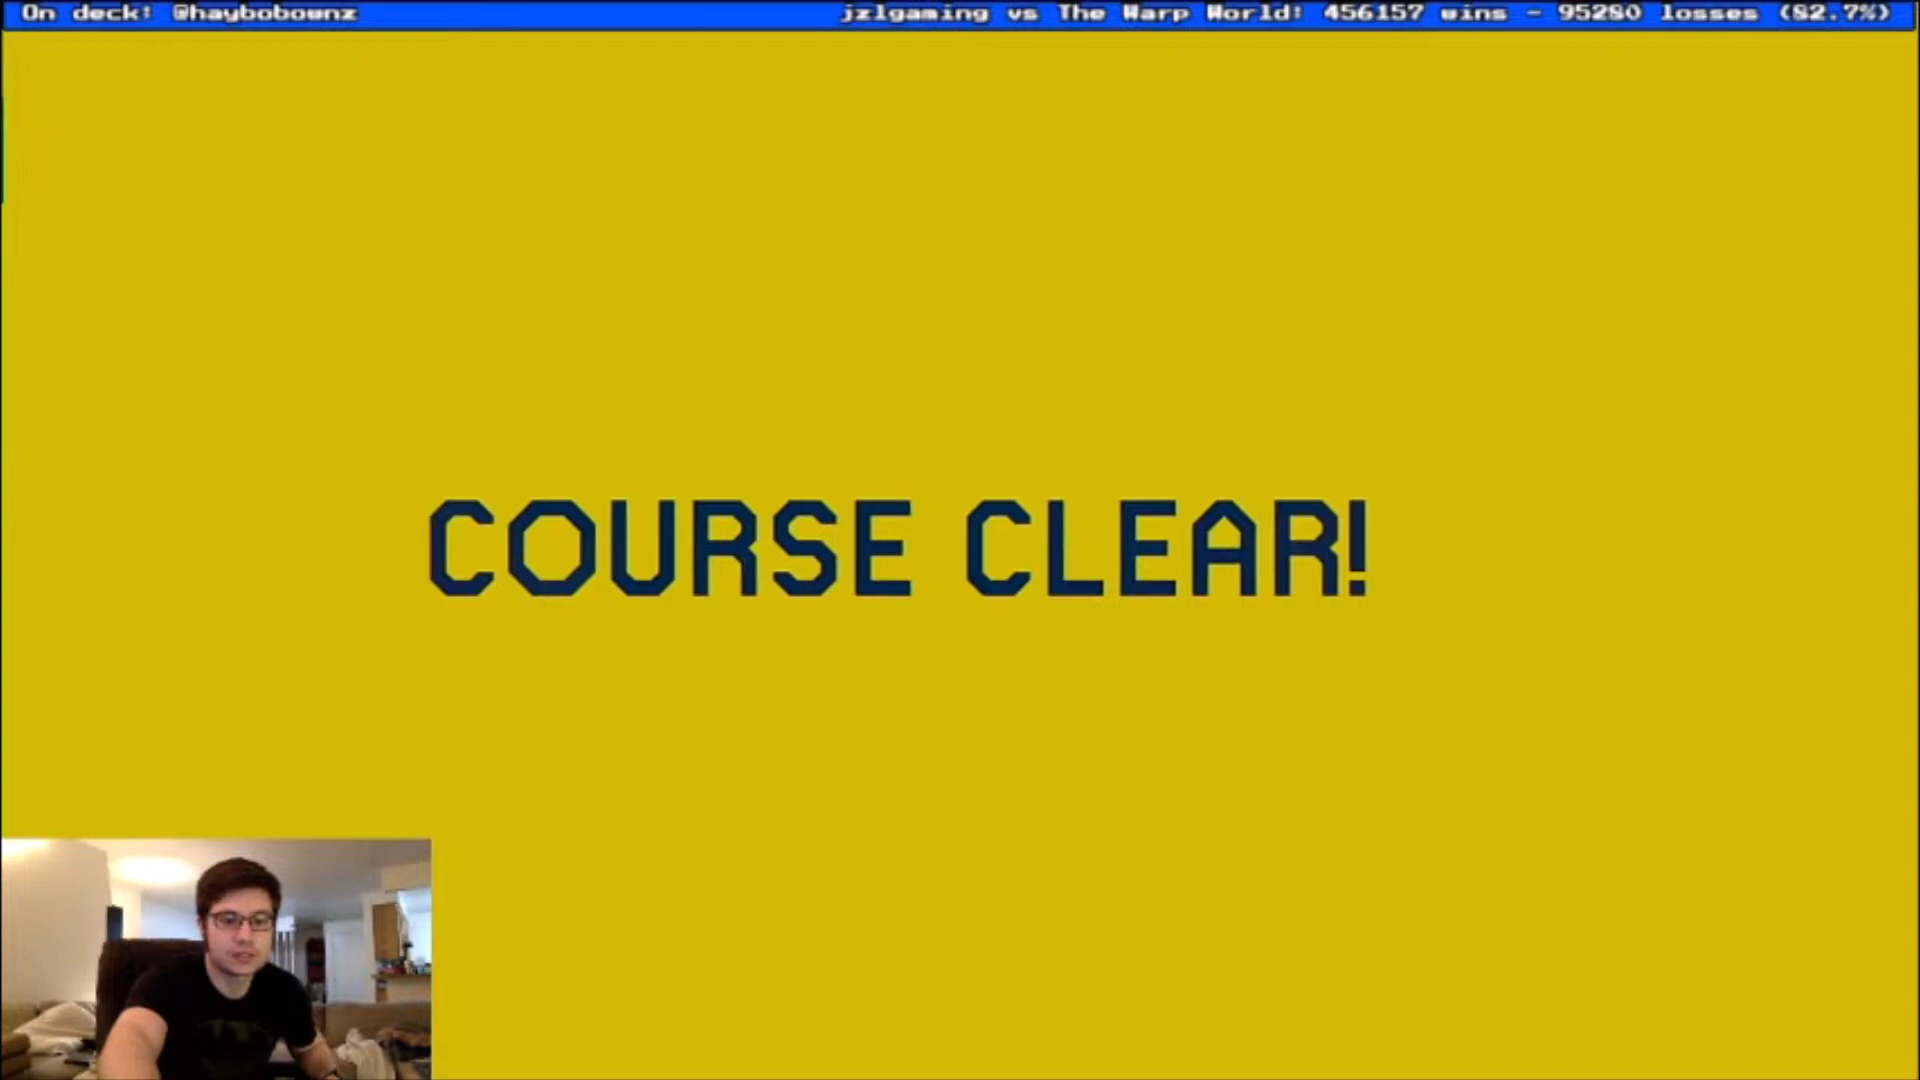 On deck: @haybobownz
jzlgaming vs The Warp World: 456157 wins - 95280 losses (82.7%)
COURSE CLEAR!